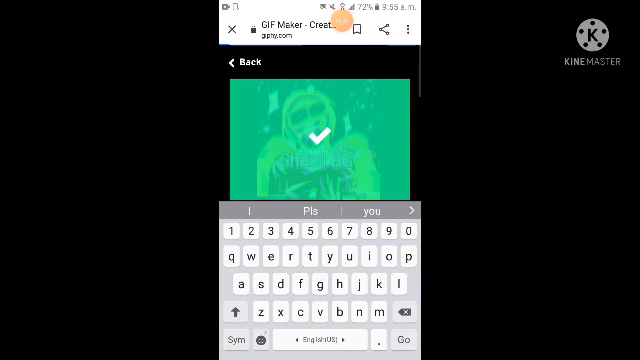 72% 9:55 a.m.
GIF Maker - Creat...
giphy.com
Back
I Pls you
1 2 3 4 5 6 7 8 9 0
q w e r t y u i o p
a s d f g h j k l
z x c v b n m
Sym English(US) . Go
K
KINEMASTER